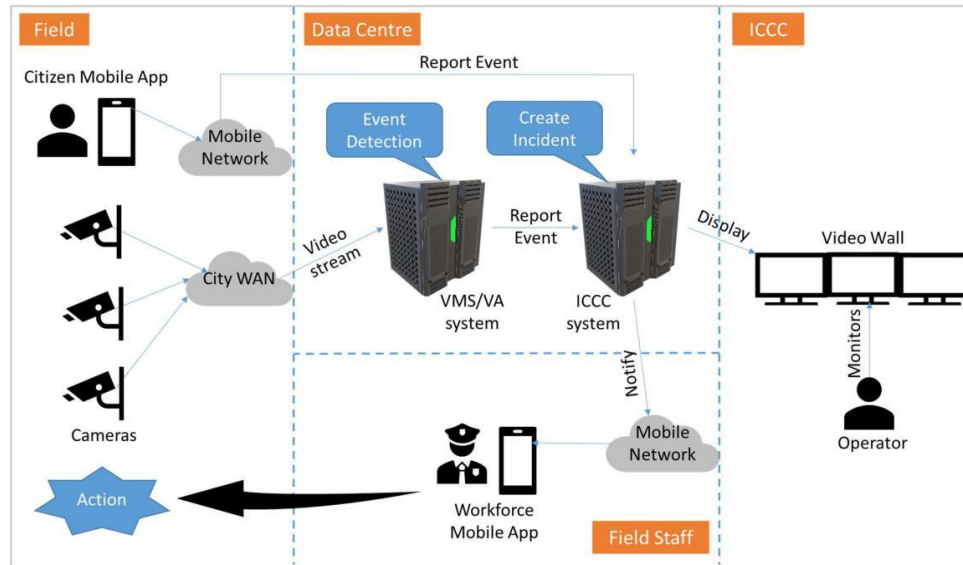 Field
Data Centre
ICCC
Citizen Mobile App
Report Event
Mobile
Network
Event
Detection
Create
Incident
Video
stream
City WAN
Report
Event
Display
Video Wall
VMS/VA
system
ICCC
system
Notify
Monitors
Cameras
Mobile
Network
Operator
Action
Workforce
Mobile App
Field Staff